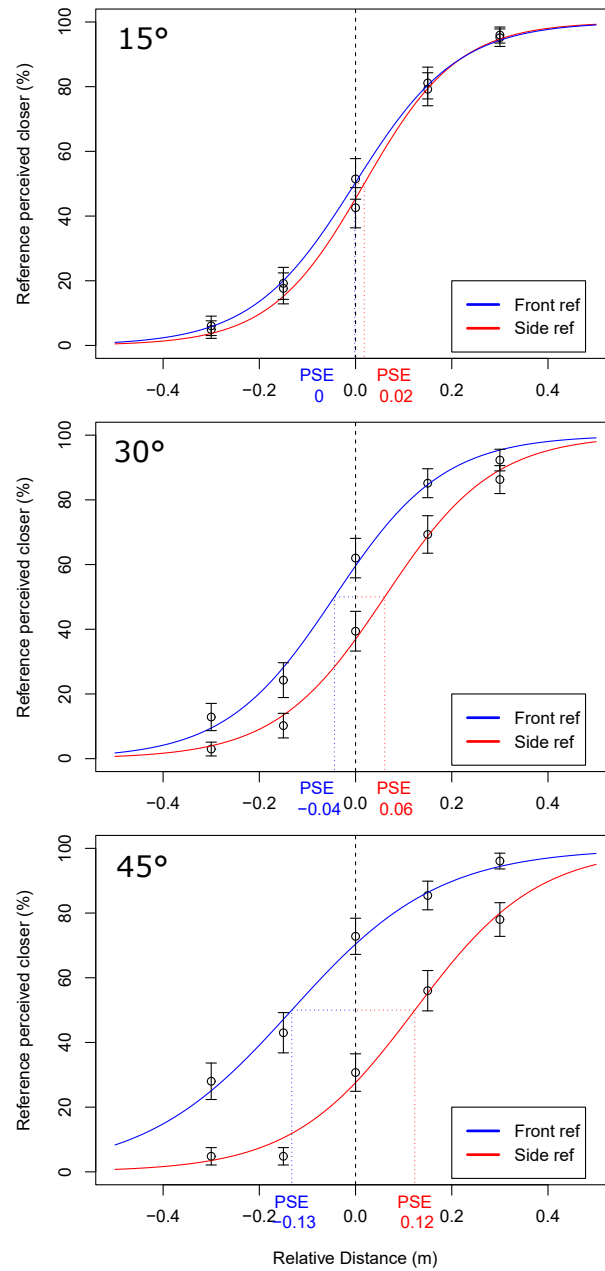 15°
Reference perceived closer (%)
100
80
60
40
20
0
Front ref
Side ref
−0.4
−0.2
0.0
0.2
0.4
PSE
0
PSE
0.02
30°
Reference perceived closer (%)
100
80
60
40
20
0
Front ref
Side ref
−0.4
−0.2
0.0
0.2
0.4
PSE
−0.04
PSE
0.06
45°
Reference perceived closer (%)
100
80
60
40
20
0
Front ref
Side ref
−0.4
−0.2
0.0
0.2
0.4
PSE
−0.13
PSE
0.12
Relative Distance (m)